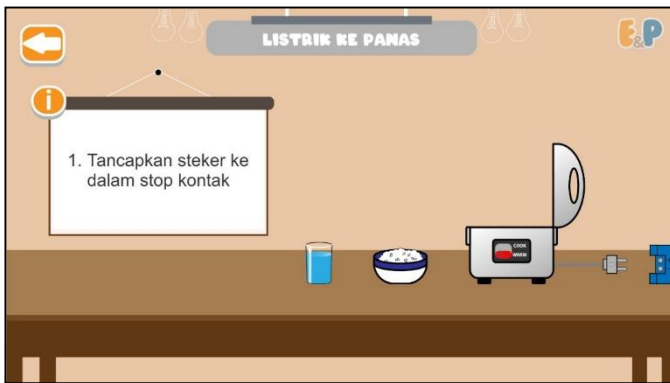 LISTRIK KE PANAS
E&P
i
1. Tancapkan steker ke
dalam stop kontak
COOK
WARM